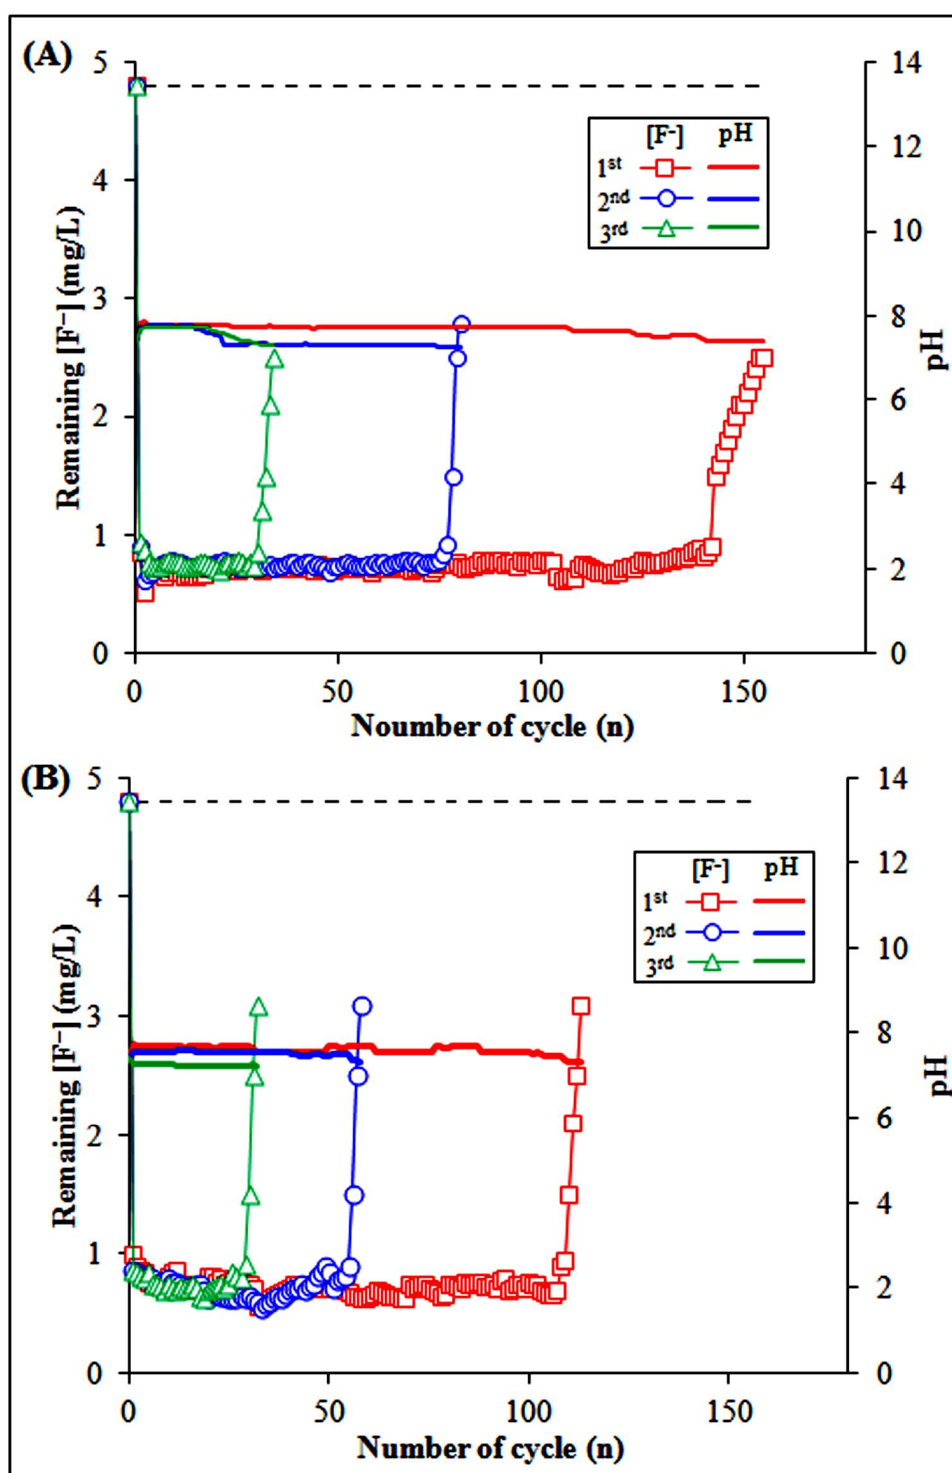 (A)
5
4
3
2
1
0
Remaining [F⁻] (mg/L)
14
12
10
8
6
4
2
0
pH
[F⁻] pH
1st
2nd
3rd
0 50 100 150
Noumber of cycle (n)
(B)
5
4
3
2
1
0
Remaining [F⁻] (mg/L)
14
12
10
8
6
4
2
0
pH
[F⁻] pH
1st
2nd
3rd
0 50 100 150
Number of cycle (n)